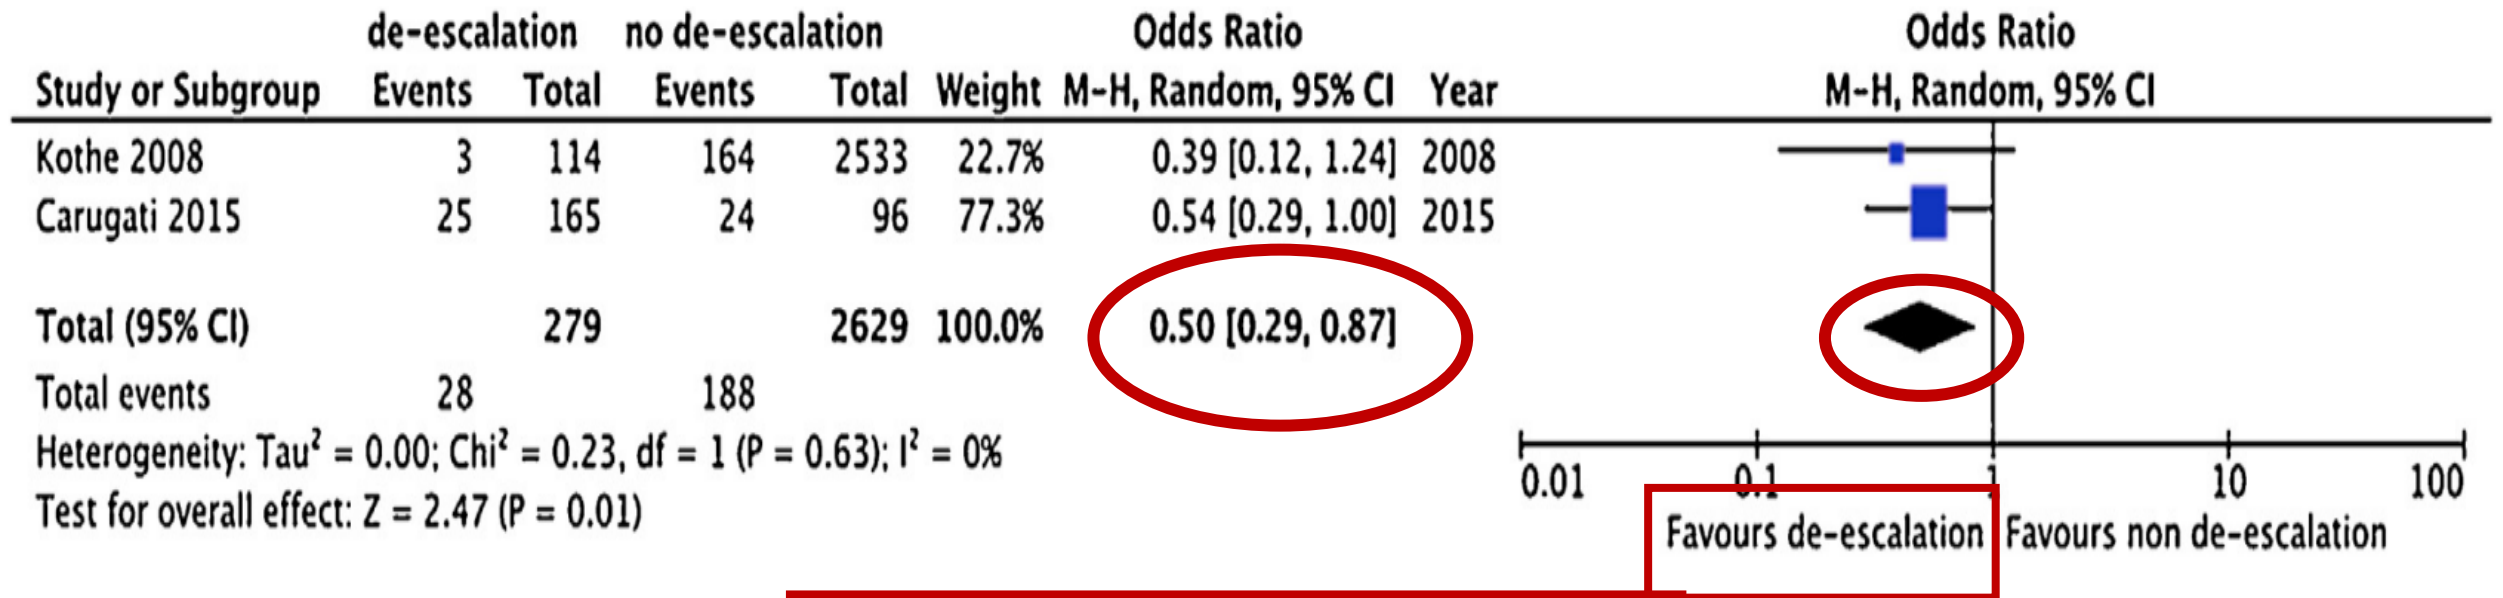 de-escalation no de-escalation Odds Ratio Odds Ratio
Study or Subgroup Events Total Events Total Weight M-H, Random, 95% CI Year M-H, Random, 95% CI
Kothe 2008 3 114 164 2533 22.7% 0.39 [0.12, 1.24] 2008
Carugati 2015 25 165 24 96 77.3% 0.54 [0.29, 1.00] 2015
Total (95% CI) 279 2629 100.0% 0.50 [0.29, 0.87]
Total events 28 188
Heterogeneity: Tau² = 0.00; Chi² = 0.23, df = 1 (P = 0.63); I² = 0%
Test for overall effect: Z = 2.47 (P = 0.01)
0.01 0.1 1 10 100
Favours de-escalation Favours non de-escalation